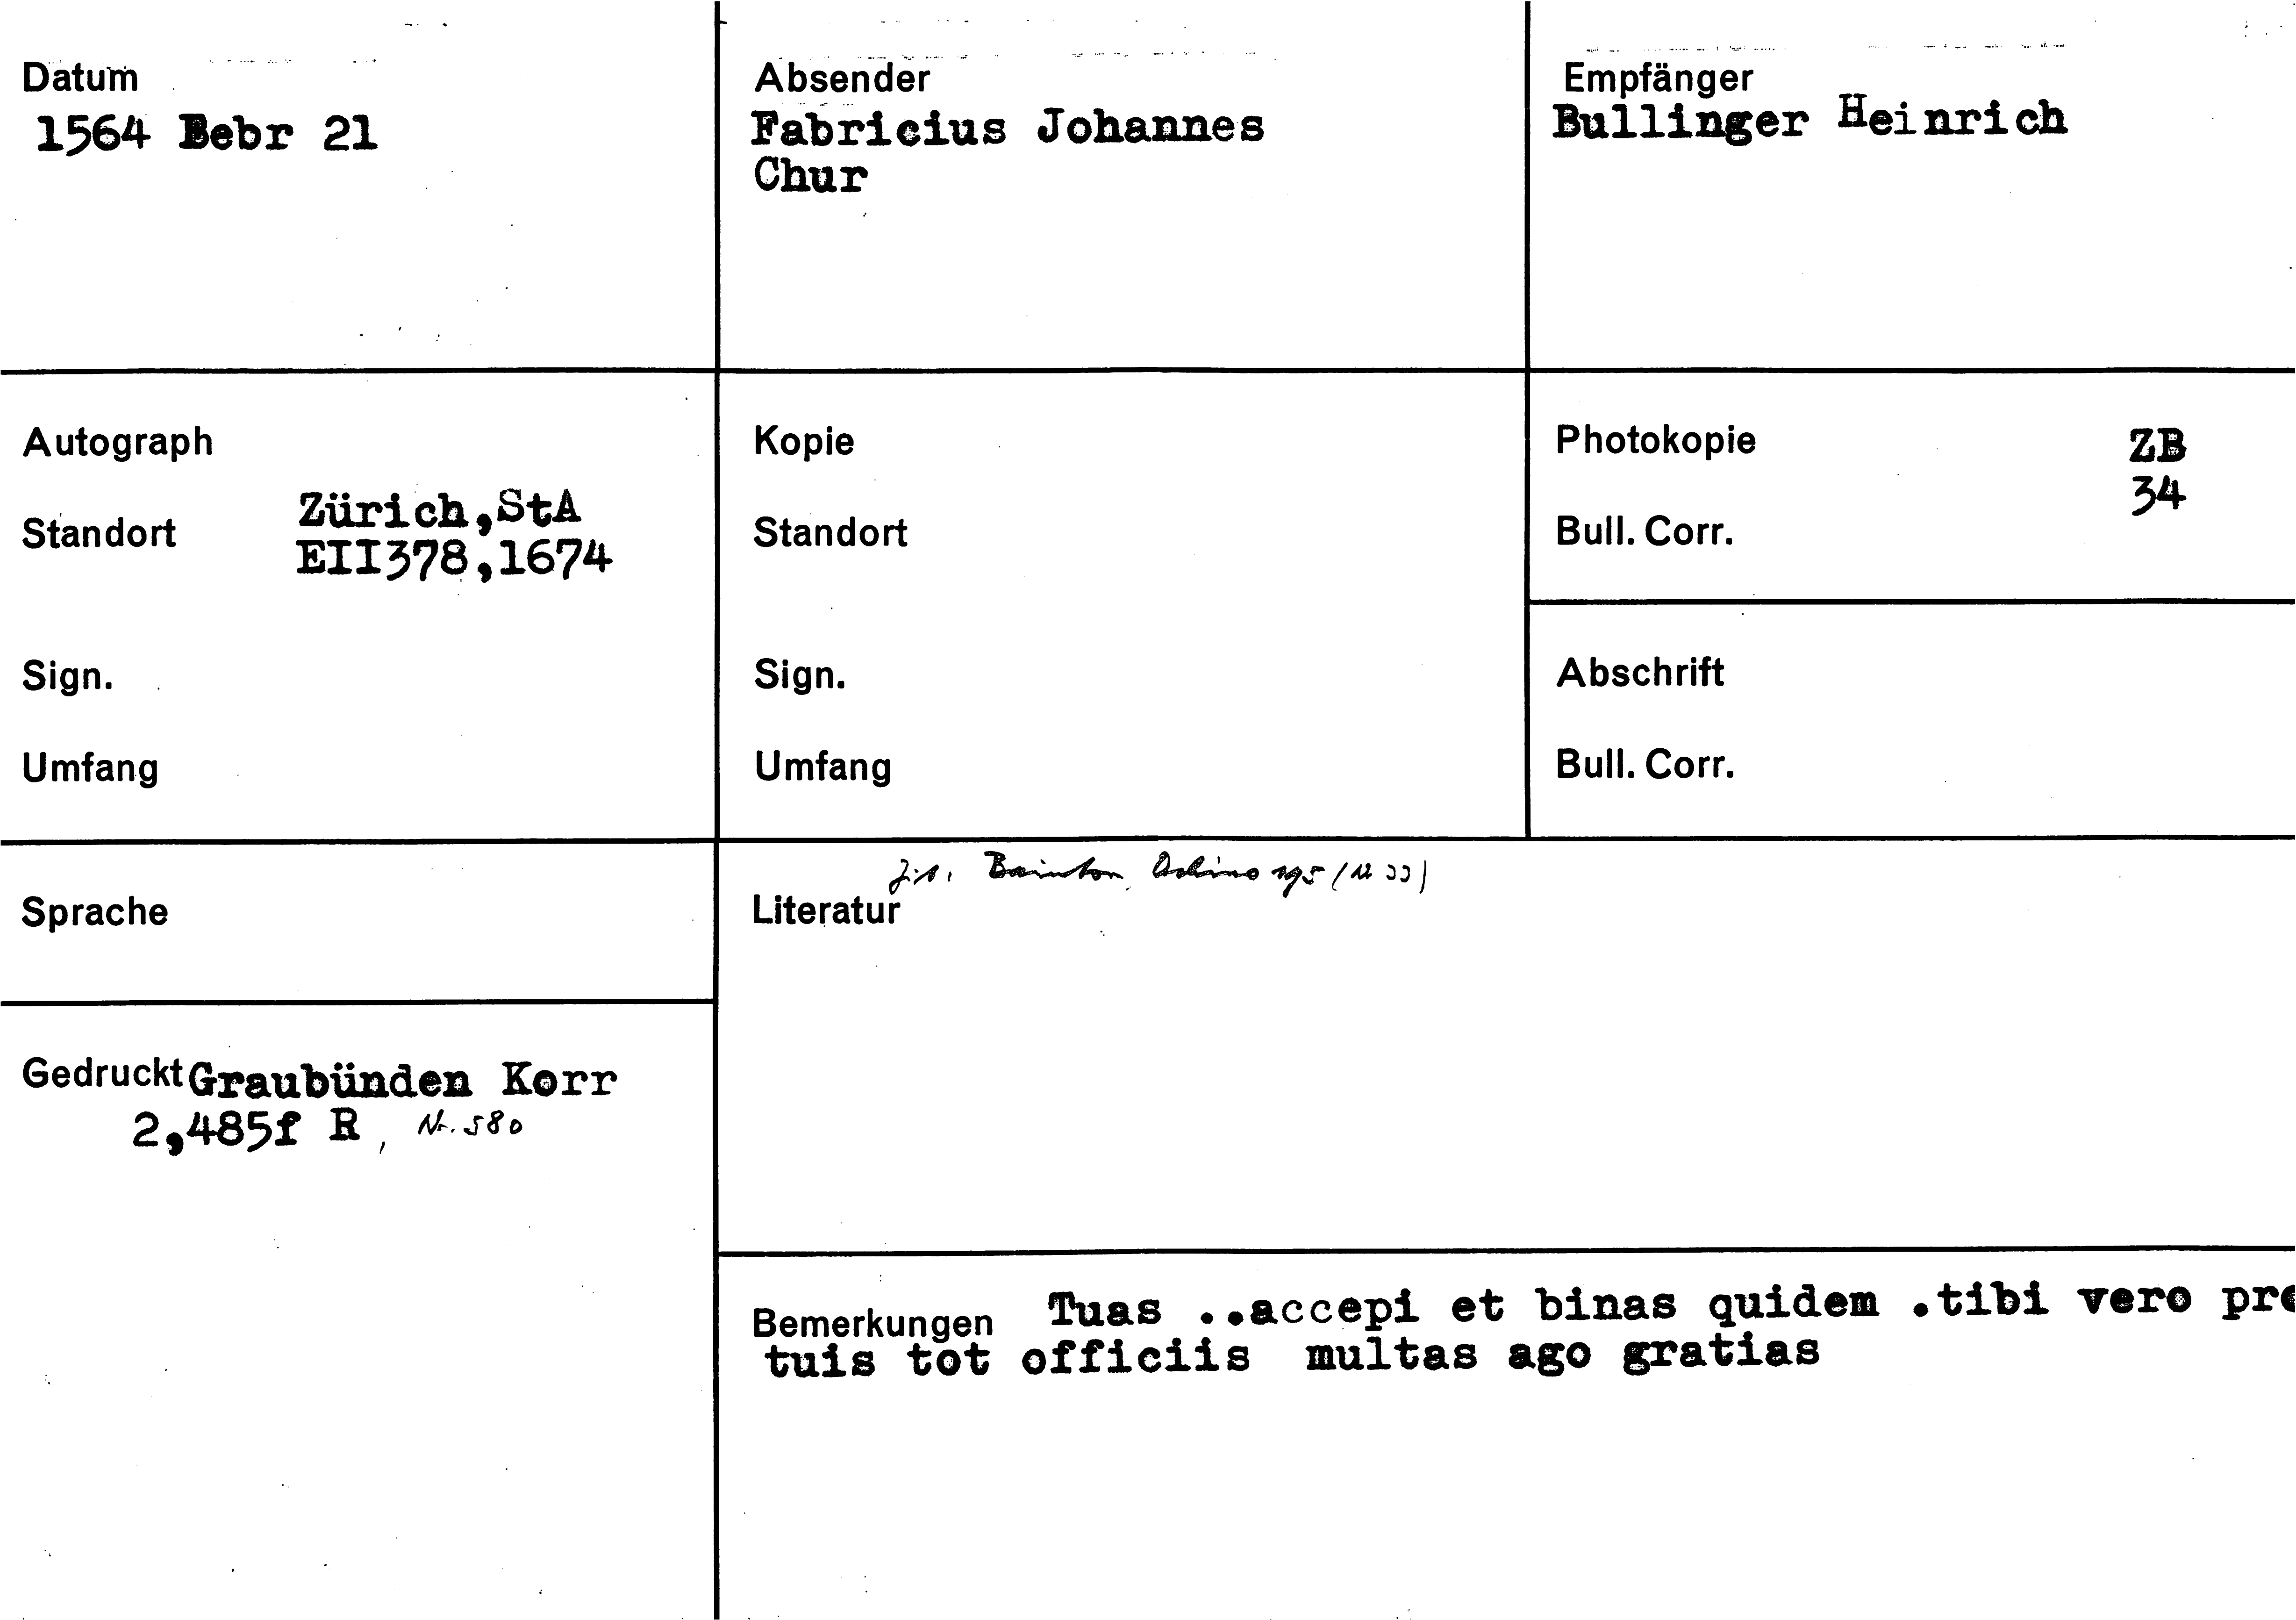 Datum
1564 Bebr 21
Absender
Fabricius Johannes
Chur
Empfänger
Bullinger Heinrich
Autograph
Standort Zürich,StA
EII378,1674
Sign.
Umfang
Kopie
Standort
Sign.
Umfang
Photokopie ZB
34
Bull. Corr.
Abschrift
Bull. Corr.
Sprache
Gedruckt Graubünden Korr
2,485f R, Nr. 580
Bainton, Ochino 195
Literatur
Bemerkungen Tuas ..accepi et binas quidem .tibi vero pro
tuis tot officiis multas ago gratias